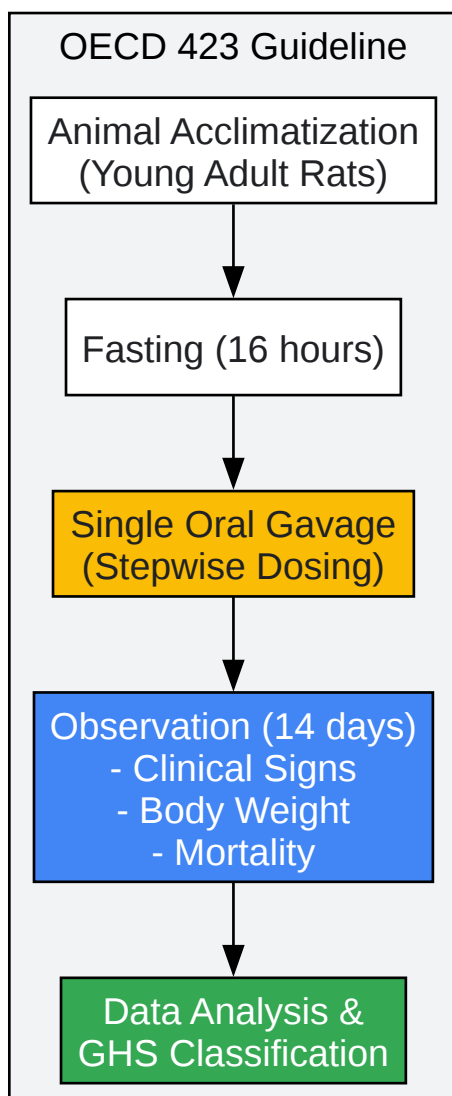 OECD 423 Guideline
Animal Acclimatization
(Young Adult Rats)
Fasting (16 hours)
Single Oral Gavage
(Stepwise Dosing)
Observation (14 days)
- Clinical Signs
- Body Weight
- Mortality
Data Analysis &
GHS Classification